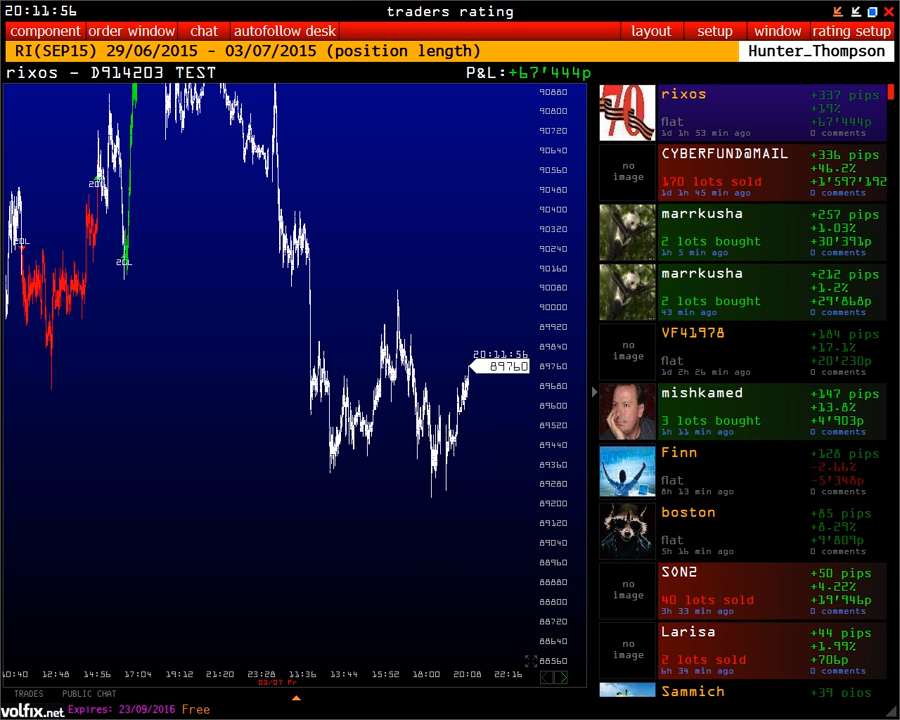 20:11:56 traders rating
component order window chat autofollow desk layout setup window rating setup
RI(SEP15) 29/06/2015 - 03/07/2015 (position length) Hunter_Thompson
rixos - D914203 TEST P&L:+67'444p
90880
90800
90720
90640
90560
90480
90400
90320
90240
90160
90080
90000
89920
89840
89760
89680
89600
89520
89440
89360
89280
89200
89120
89040
88960
88880
88800
88720
88640
88560
20L
20L
20L
20:11:56
89760
10:40 12:48 14:56 17:04 19:12 21:20 23:28 11:36 13:44 15:52 18:00 20:08 22:16
03/07 fr
rixos +337 pips
+19%
flat +67'444p
1d 1h 53 min ago 0 comments
no image
CYBERFUND@MAIL +336 pips
+46.2%
170 lots sold +1'597'192
1d 1h 45 min ago 0 comments
marrkusha +257 pips
+1.03%
2 lots bought +30'391p
1h 5 min ago 0 comments
marrkusha +212 pips
+1.2%
2 lots bought +29'868p
43 min ago 0 comments
no image
VF41978 +184 pips
+17.1%
flat +20'230p
1d 2h 26 min ago 0 comments
mishkamed +147 pips
+13.8%
3 lots bought +4'903p
1h 11 min ago 0 comments
Finn +128 pips
-2.66%
flat -5'348p
8h 13 min ago 0 comments
boston +85 pips
+8.29%
flat +9'809p
5h 16 min ago 0 comments
no image
SON2 +50 pips
+4.22%
40 lots sold +19'946p
3h 33 min ago 0 comments
no image
Larisa +44 pips
+1.99%
2 lots sold +706p
6h 34 min ago 0 comments
Sammich +39 pips
TRADES PUBLIC CHAT
volfix.net Expires: 23/09/2016 Free